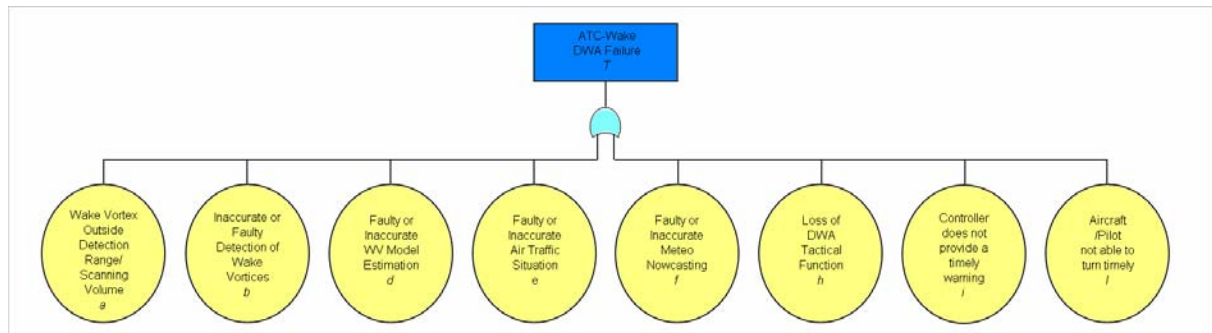 ATC-Wake
DWA Failure
T
Wake Vortex
Outside
Detection
Range/
Scanning
Volume
a
Inaccurate or
Faulty
Detection of
Wake
Vortices
b
Faulty or
Inaccurate
WV Model
Estimation
d
Faulty or
Inaccurate
Air Traffic
Situation
e
Faulty or
Inaccurate
Meteo
Nowcasting
f
Loss of
DWA
Tactical
Function
h
Controller
does not
provide a
timely
warning
i
Aircraft
/Pilot
not able to
turn timely
l